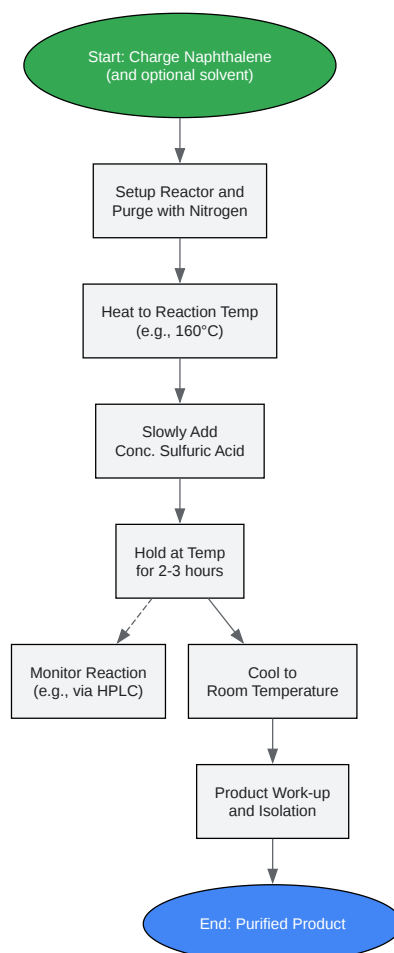 Start: Charge Naphthalene
(and optional solvent)
Setup Reactor and
Purge with Nitrogen
Heat to Reaction Temp
(e.g., 160°C)
Slowly Add
Conc. Sulfuric Acid
Hold at Temp
for 2-3 hours
Monitor Reaction
(e.g., via HPLC)
Cool to
Room Temperature
Product Work-up
and Isolation
End: Purified Product